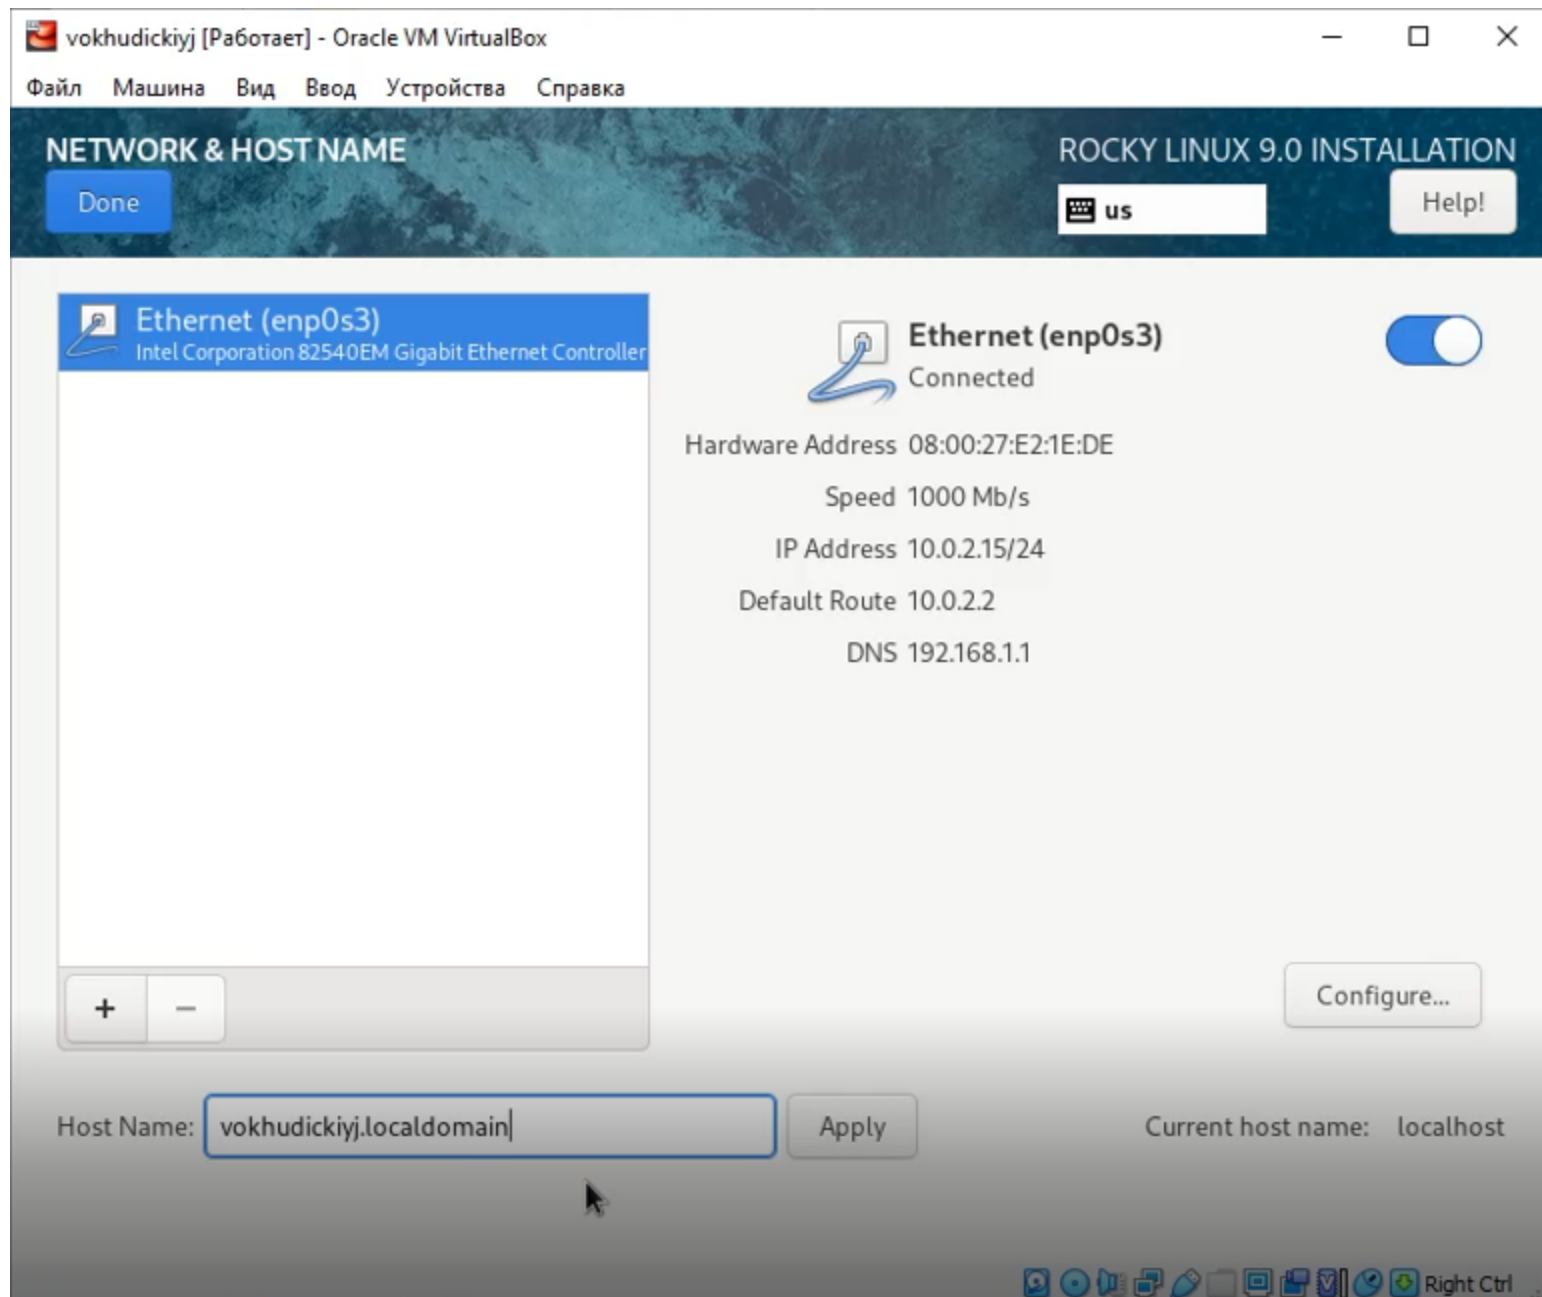 vokhudickiyj [Работает] - Oracle VM VirtualBox
Файл Машина Вид Ввод Устройства Справка
NETWORK & HOST NAME
ROCKY LINUX 9.0 INSTALLATION
Done
us
Help!
Ethernet (enp0s3)
Intel Corporation 82540EM Gigabit Ethernet Controller
Ethernet (enp0s3)
Connected
Hardware Address 08:00:27:E2:1E:DE
Speed 1000 Mb/s
IP Address 10.0.2.15/24
Default Route 10.0.2.2
DNS 192.168.1.1
+ −
Configure...
Host Name: vokhudickiyj.localdomain Apply Current host name: localhost
Right Ctrl